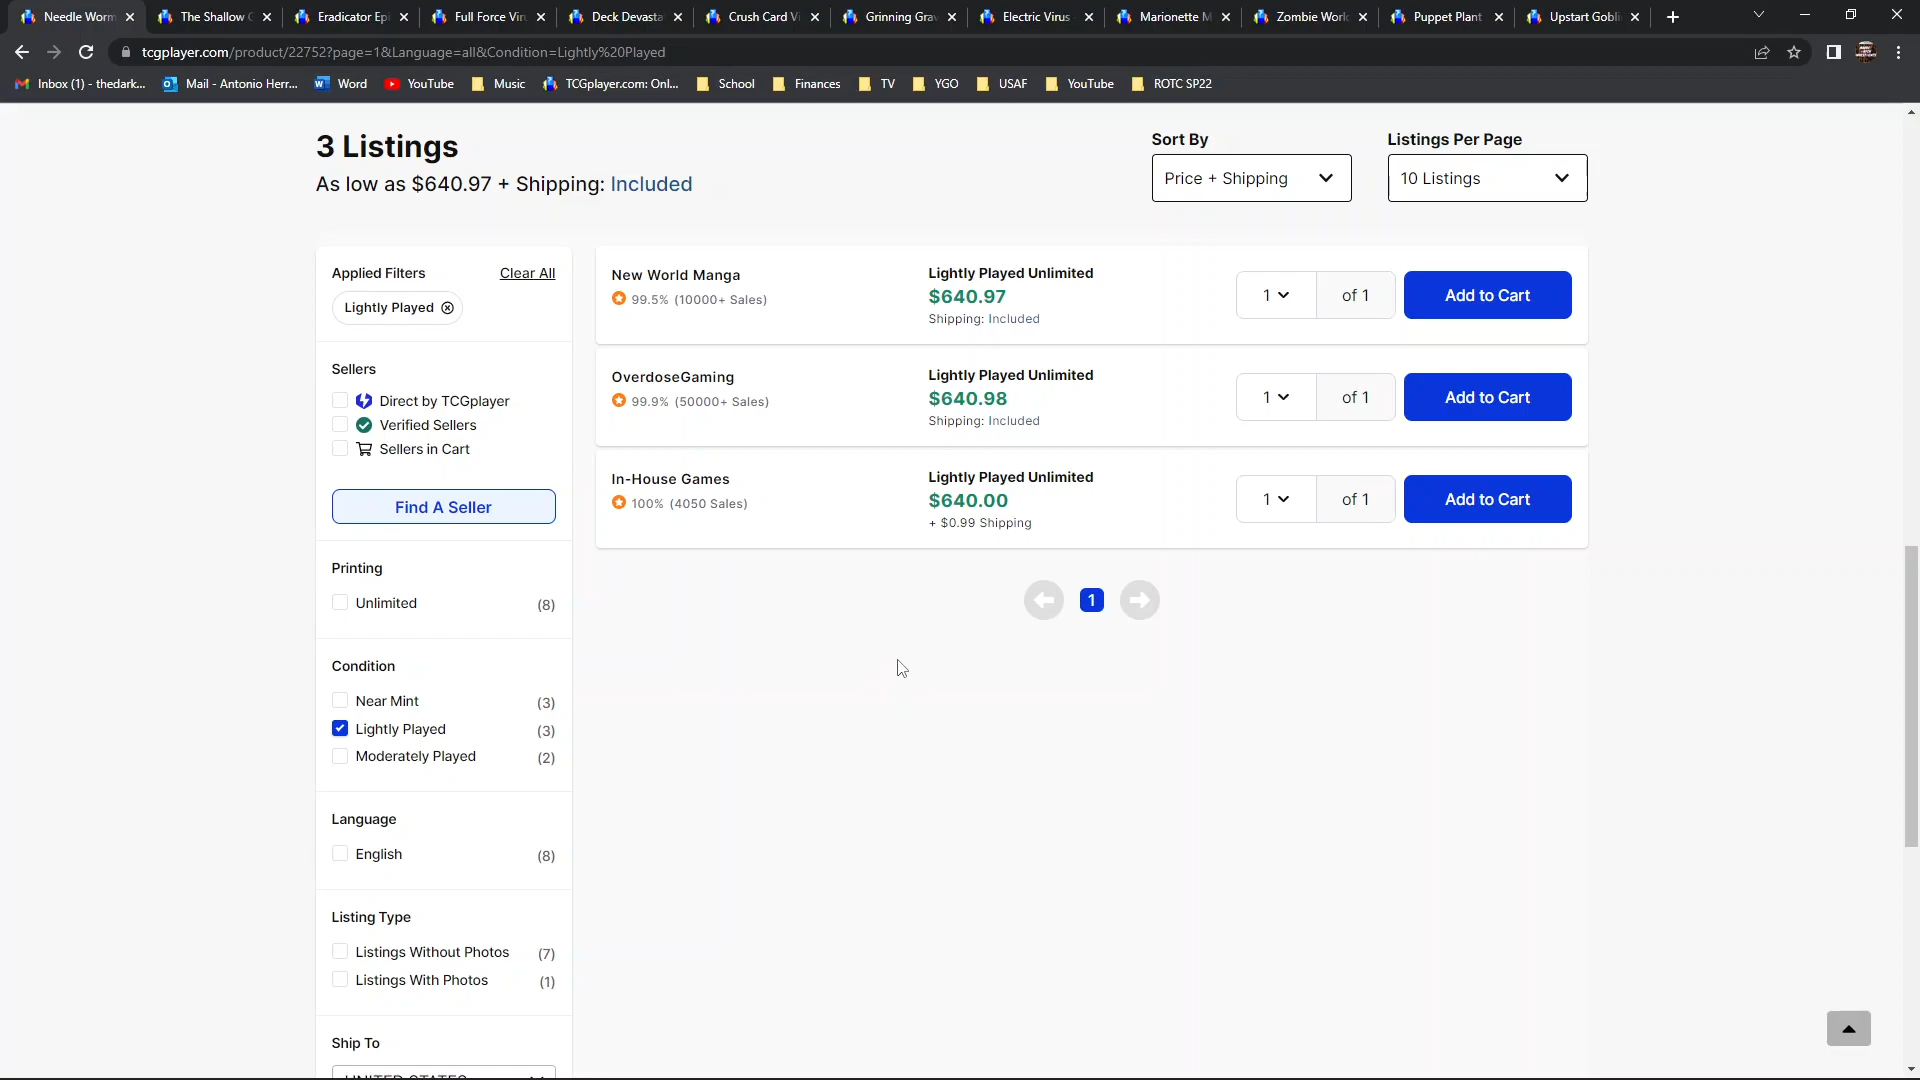 Needle Worm
The Shallow G
Eradicator Epi
Full Force Viru
Deck Devasta
Crush Card Vi
Grinning Grav
Electric Virus
Marionette M
Zombie World
Puppet Plant
Upstart Gobli
tcgplayer.com/product/22752?page=1&Language=all&Condition=Lightly%20Played
Inbox (1) - thedark...
Mail - Antonio Herr...
Word
YouTube
Music
TCGplayer.com: Onl...
School
Finances
TV
YGO
USAF
YouTube
ROTC SP22
3 Listings
As low as $640.97 + Shipping: Included
Sort By
Price + Shipping
Listings Per Page
10 Listings
Applied Filters
Clear All
Lightly Played
Sellers
Direct by TCGplayer
Verified Sellers
Sellers in Cart
Find A Seller
Printing
Unlimited (8)
Condition
Near Mint (3)
Lightly Played (3)
Moderately Played (2)
Language
English (8)
Listing Type
Listings Without Photos (7)
Listings With Photos (1)
Ship To
UNITED STATES
New World Manga
99.5% (10000+ Sales)
Lightly Played Unlimited
$640.97
Shipping: Included
1 of 1
Add to Cart
OverdoseGaming
99.9% (50000+ Sales)
Lightly Played Unlimited
$640.98
Shipping: Included
1 of 1
Add to Cart
In-House Games
100% (4050 Sales)
Lightly Played Unlimited
$640.00
+ $0.99 Shipping
1 of 1
Add to Cart
1